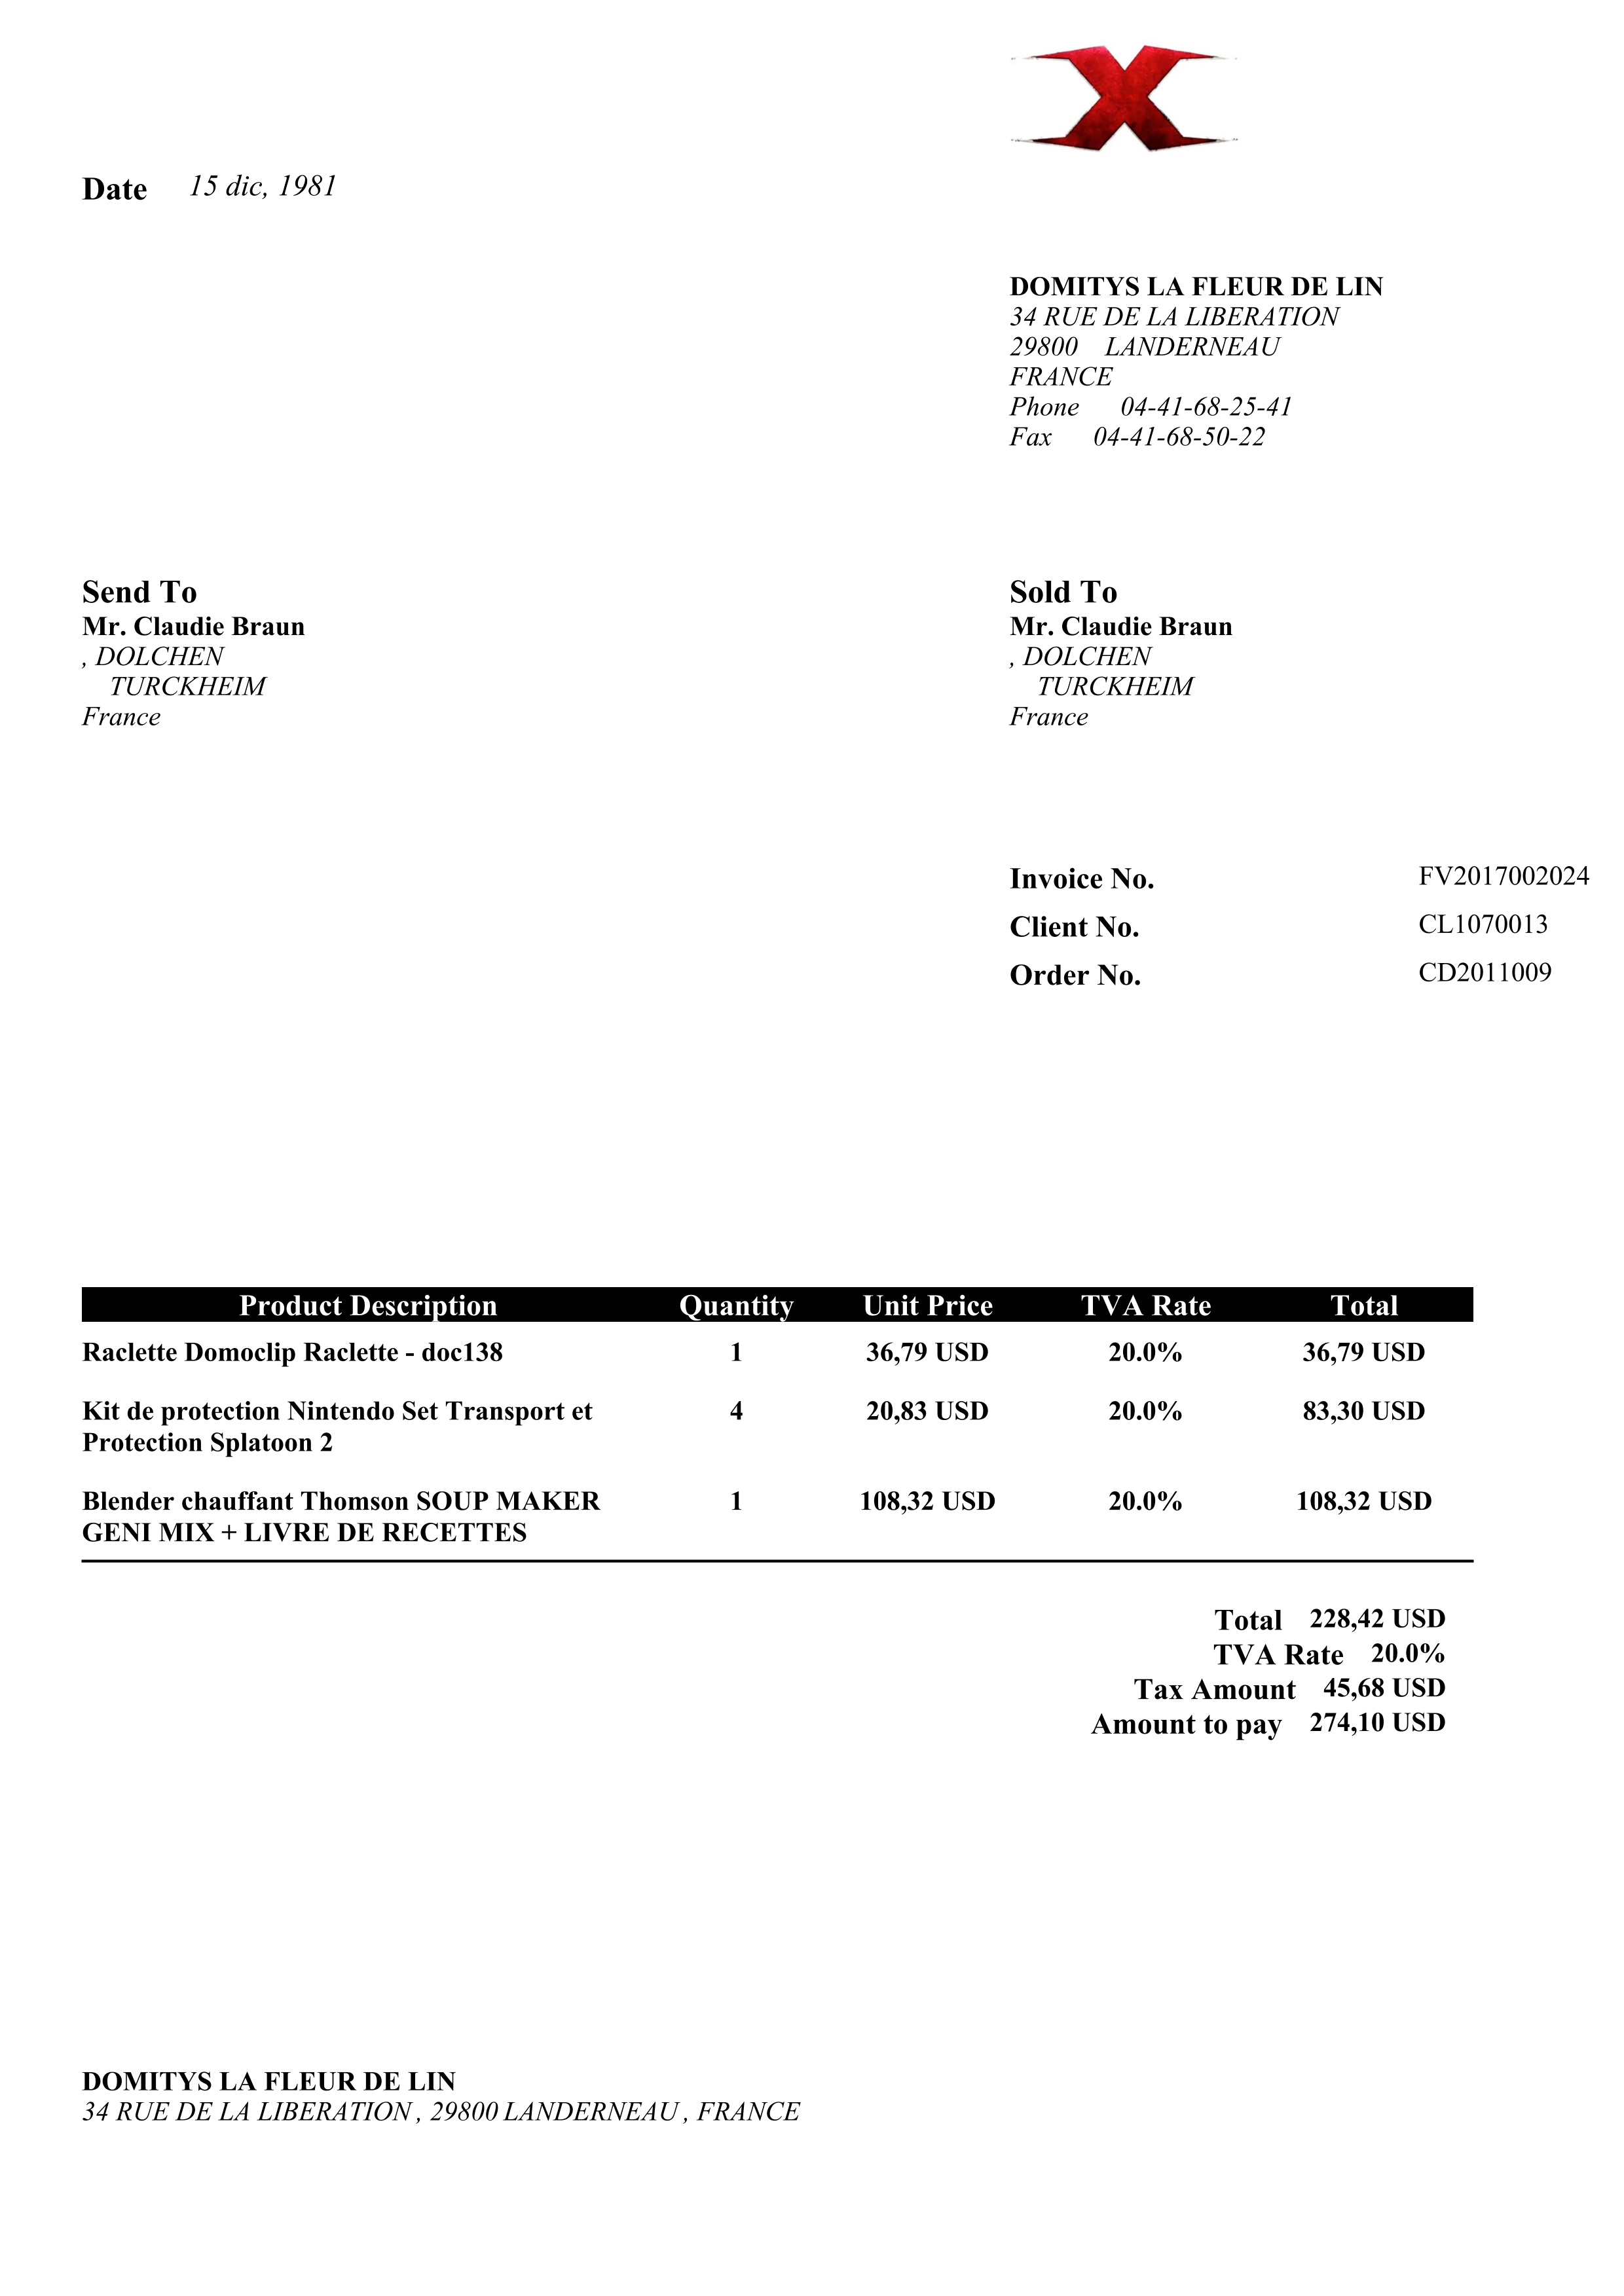 X
Date 15 dic, 1981
DOMITYS LA FLEUR DE LIN
34 RUE DE LA LIBERATION
29800 LANDERNEAU
FRANCE
Phone 04-41-68-25-41
Fax 04-41-68-50-22
Send To
Mr. Claudie Braun
, DOLCHEN
TURCKHEIM
France
Sold To
Mr. Claudie Braun
, DOLCHEN
TURCKHEIM
France
Invoice No. FV2017002024
Client No. CL1070013
Order No. CD2011009
Product Description Quantity Unit Price TVA Rate Total
Raclette Domoclip Raclette - doc138 1 36,79 USD 20.0% 36,79 USD
Kit de protection Nintendo Set Transport et 4 20,83 USD 20.0% 83,30 USD
Protection Splatoon 2
Blender chauffant Thomson SOUP MAKER 1 108,32 USD 20.0% 108,32 USD
GENI MIX + LIVRE DE RECETTES
Total 228,42 USD
TVA Rate 20.0%
Tax Amount 45,68 USD
Amount to pay 274,10 USD
DOMITYS LA FLEUR DE LIN
34 RUE DE LA LIBERATION , 29800 LANDERNEAU , FRANCE